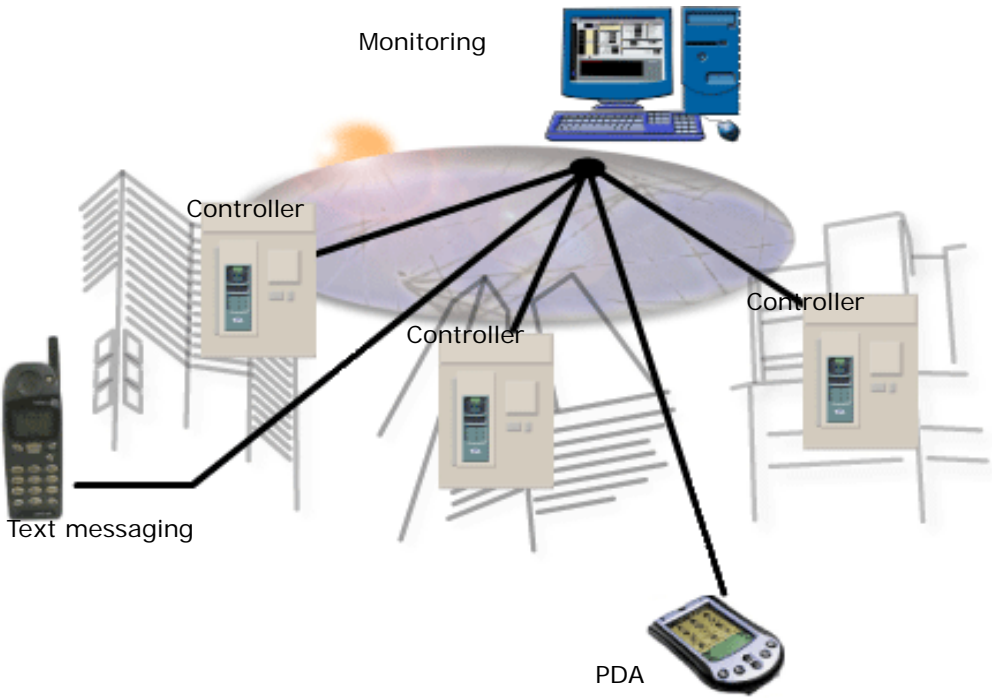 Monitoring
Controller
Controller
Controller
Text messaging
PDA